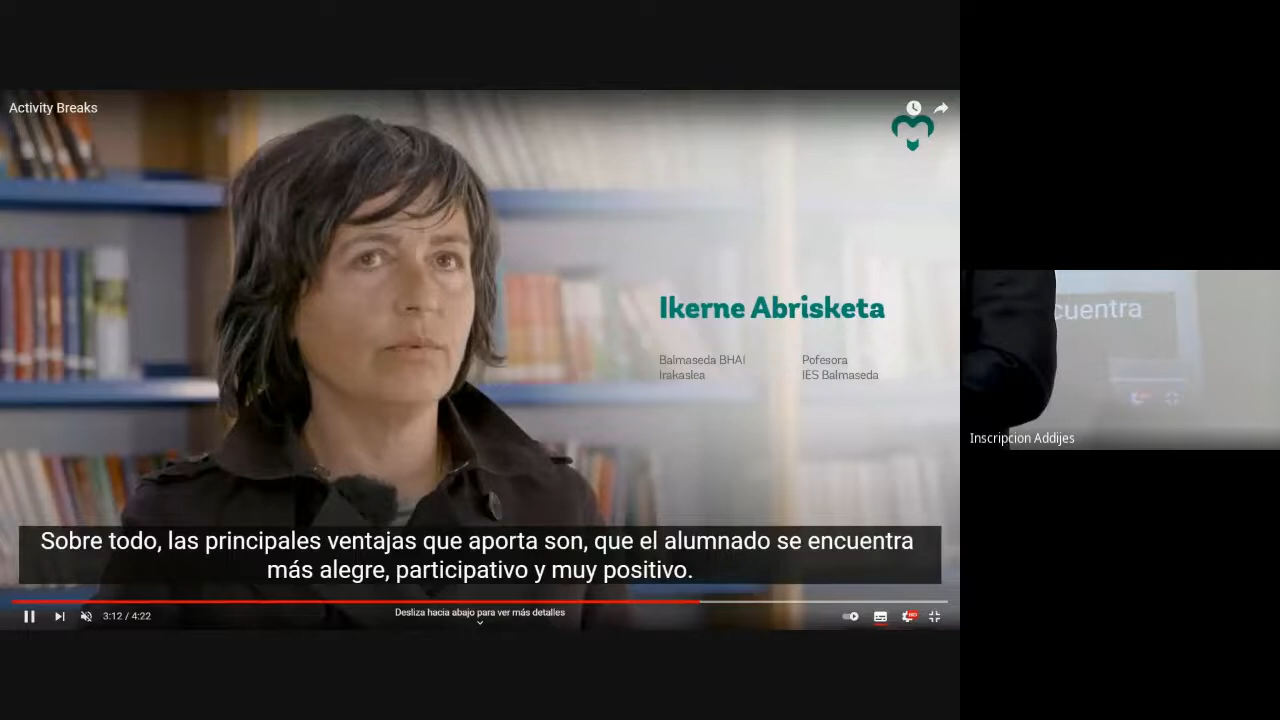 Activity Breaks
Ikerne Abrisketa
Balmaseda BHAI
Irakaslea
Pofesora
IES Balmaseda
Sobre todo, las principales ventajas que aporta son, que el alumnado se encuentra
más alegre, participativo y muy positivo.
3:12 / 4:22
Desliza hacia abajo para ver más detalles
HD
cuentra
Inscripcion Addijes